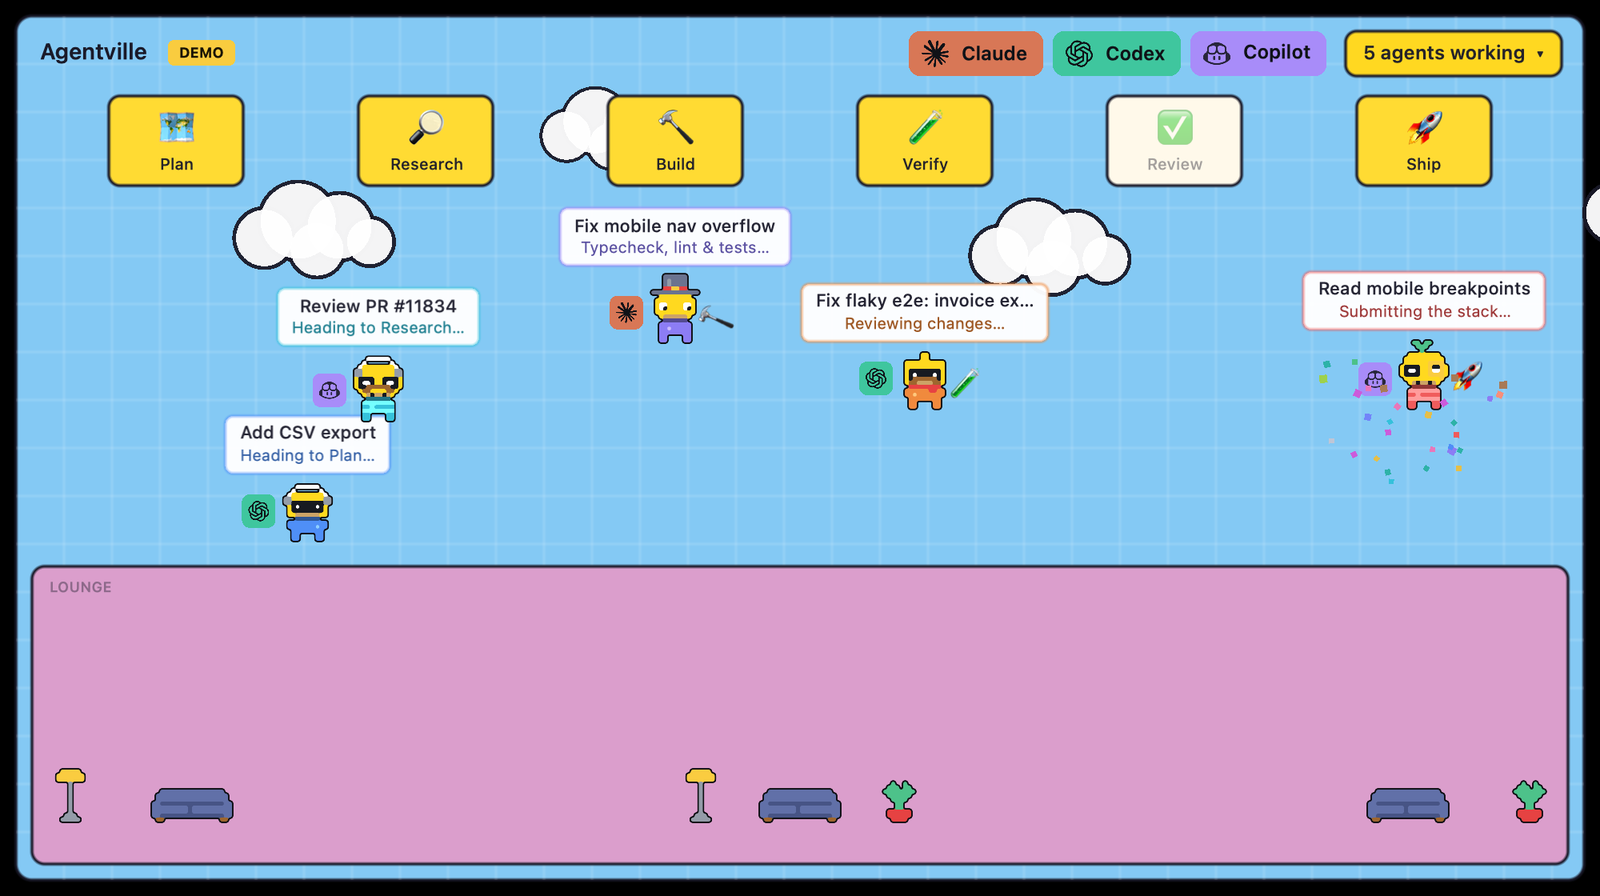 Agentville
DEMO
Claude
Codex
Copilot
5 agents working
Plan
Research
Build
Verify
Review
Ship
Fix mobile nav overflow
Typecheck, lint & tests...
Review PR #11834
Heading to Research...
Fix flaky e2e: invoice ex...
Reviewing changes...
Read mobile breakpoints
Submitting the stack...
Add CSV export
Heading to Plan...
LOUNGE